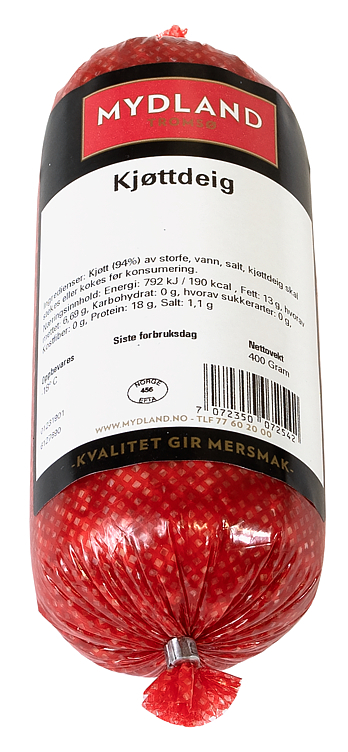 MYDLAND
TROMSØ
Kjøttdeig
Ingredienser: Kjøtt (94%) av storfe, vann, salt, kjøttdeig skal
stekes eller kokes før konsumering.
Næringsinnhold: Energi: 792 kJ / 190 kcal , Fett: 13 g, hvorav
mettet: 6,69 g, Karbohydrat: 0 g, hvorav sukkerarter: 0 g,
Kostfiber: 0 g, Protein: 18 g, Salt: 1,1 g
Siste forbruksdag
Oppbevares
Nettovekt
400 Gram
NORGE
456
EFTA
7 072350 072542
WWW.MYDLAND.NO - TLF 77 60 20 00
-KVALITET GIR MERSMAK-